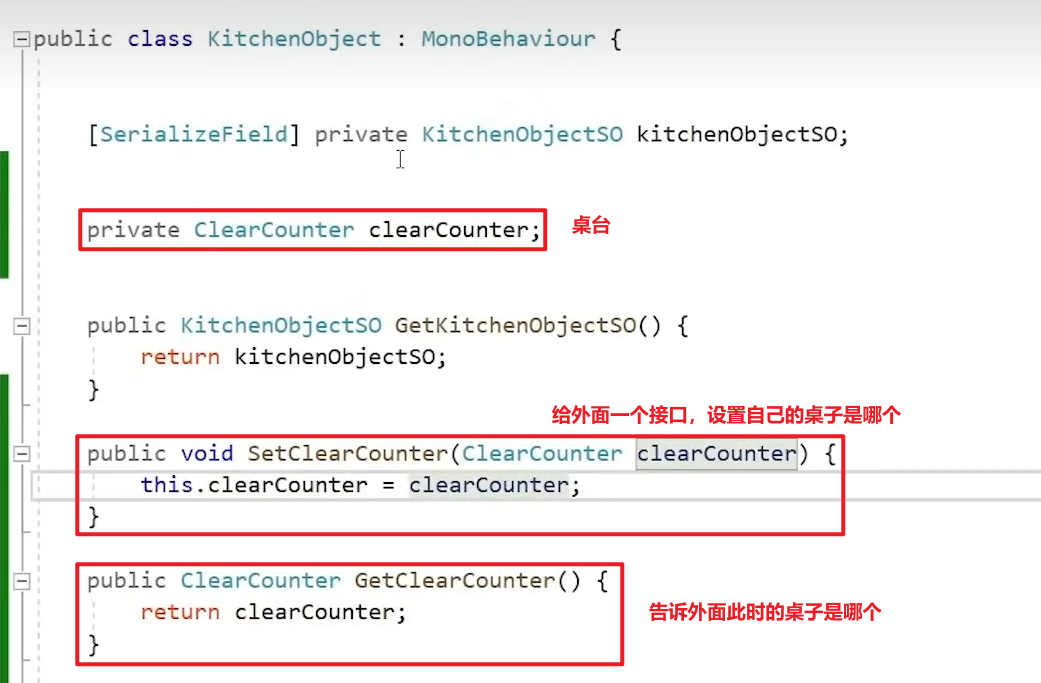 public class KitchenObject : MonoBehaviour {
[SerializeField] private KitchenObjectSO kitchenObjectSO;
private ClearCounter clearCounter;
桌台
public KitchenObjectSO GetKitchenObjectSO() {
return kitchenObjectSO;
}
给外面一个接口，设置自己的桌子是哪个
public void SetClearCounter(ClearCounter clearCounter) {
this.clearCounter = clearCounter;
}
public ClearCounter GetClearCounter() {
return clearCounter;
告诉外面此时的桌子是哪个
}